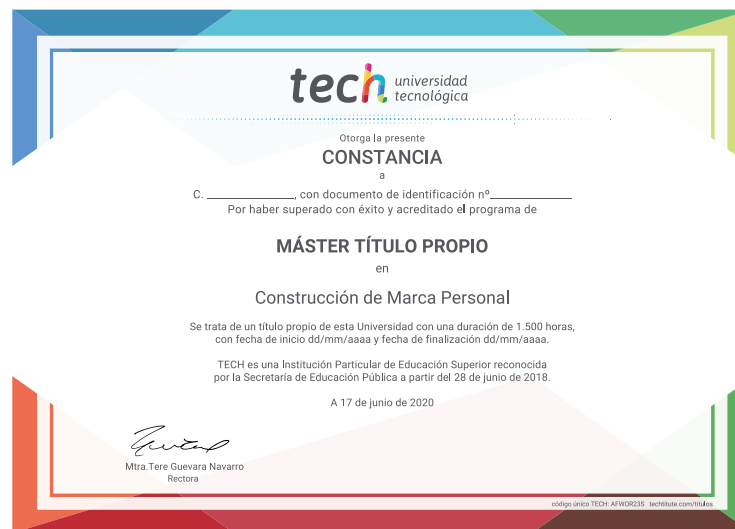 tech universidad
tecnológica
Otorga la presente
CONSTANCIA
a
C. ________________, con documento de identificación nº______________
Por haber superado con éxito y acreditado el programa de
MÁSTER TÍTULO PROPIO
en
Construcción de Marca Personal
Se trata de un título propio de esta Universidad con una duración de 1.500 horas,
con fecha de inicio dd/mm/aaaa y fecha de finalización dd/mm/aaaa.
TECH es una Institución Particular de Educación Superior reconocida
por la Secretaría de Educación Pública a partir del 28 de junio de 2018.
A 17 de junio de 2020
Mtra.Tere Guevara Navarro
Rectora
código único TECH: AFWOR23S techtitute.com/títulos